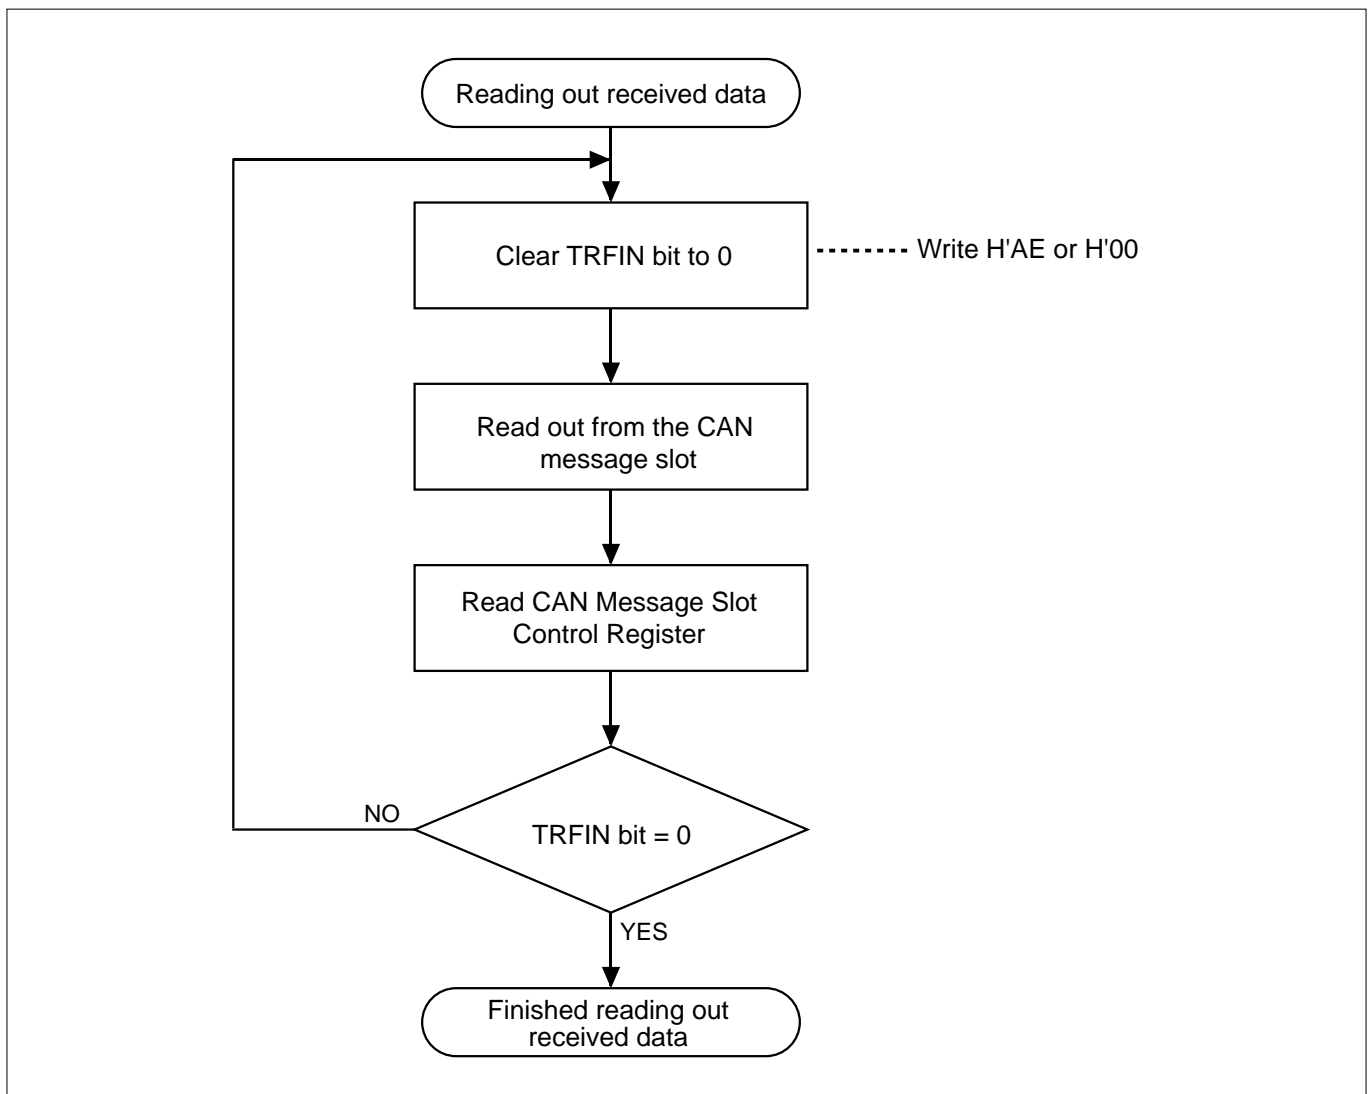 Reading out received data
Clear TRFIN bit to 0
Write H'AE or H'00
Read out from the CAN
message slot
Read CAN Message Slot
Control Register
NO
TRFIN bit = 0
YES
Finished reading out
received data